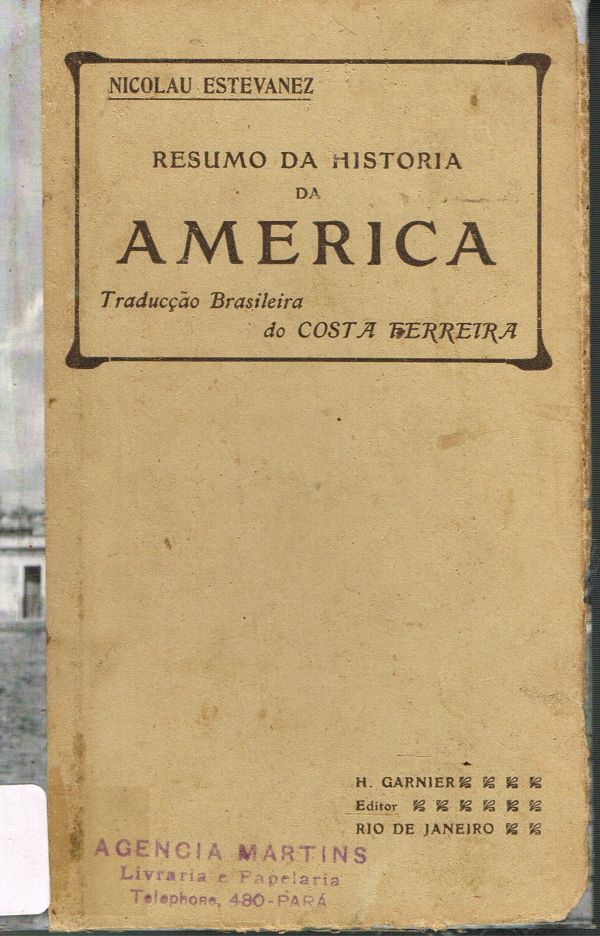 NICOLAU ESTEVANEZ
RESUMO DA HISTORIA
DA
AMERICA
Traducção Brasileira
do COSTA FERREIRA
H. GARNIER
Editor
RIO DE JANEIRO
AGENCIA MARTINS
Livraria e Papelaria
Telephone, 480-PARÁ